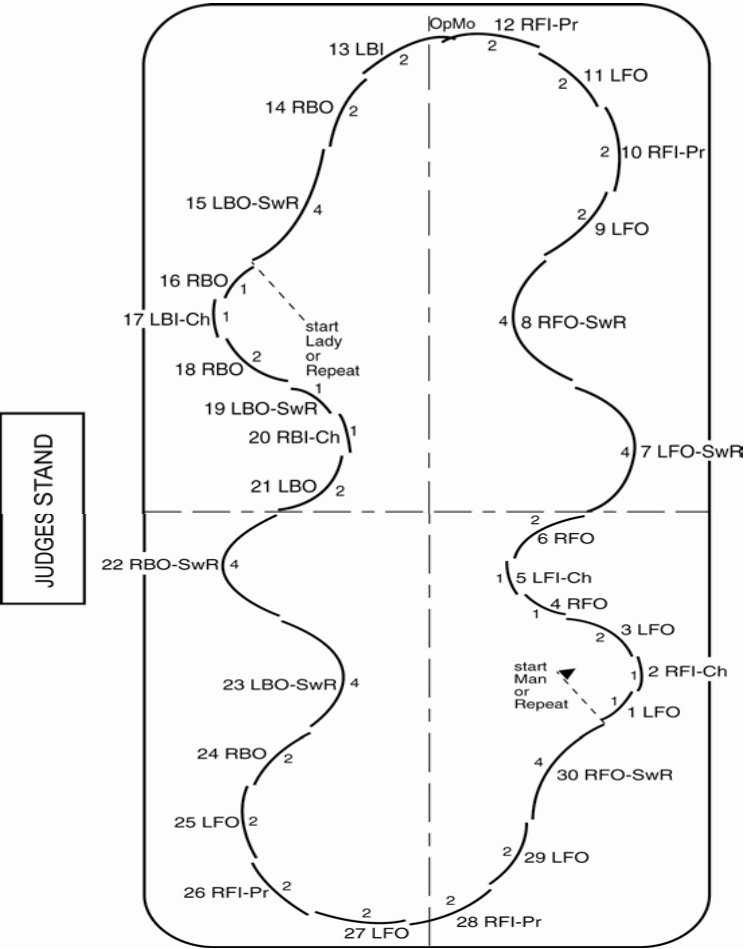 OpMo
12 RFI-Pr
2
13 LBI
2
11 LFO
2
14 RBO
2
10 RFI-Pr
2
15 LBO-SwR
4
9 LFO
2
16 RBO
1
17 LBI-Ch
1
8 RFO-SwR
4
start
Lady
or
Repeat
18 RBO
2
19 LBO-SwR
1
20 RBI-Ch
1
7 LFO-SwR
4
21 LBO
2
JUDGES STAND
6 RFO
2
22 RBO-SwR
4
5 LFI-Ch
1
4 RFO
1
3 LFO
2
start
Man
or
Repeat
2 RFI-Ch
1
1 LFO
1
23 LBO-SwR
4
24 RBO
2
30 RFO-SwR
4
25 LFO
2
29 LFO
2
26 RFI-Pr
2
27 LFO
2
28 RFI-Pr
2